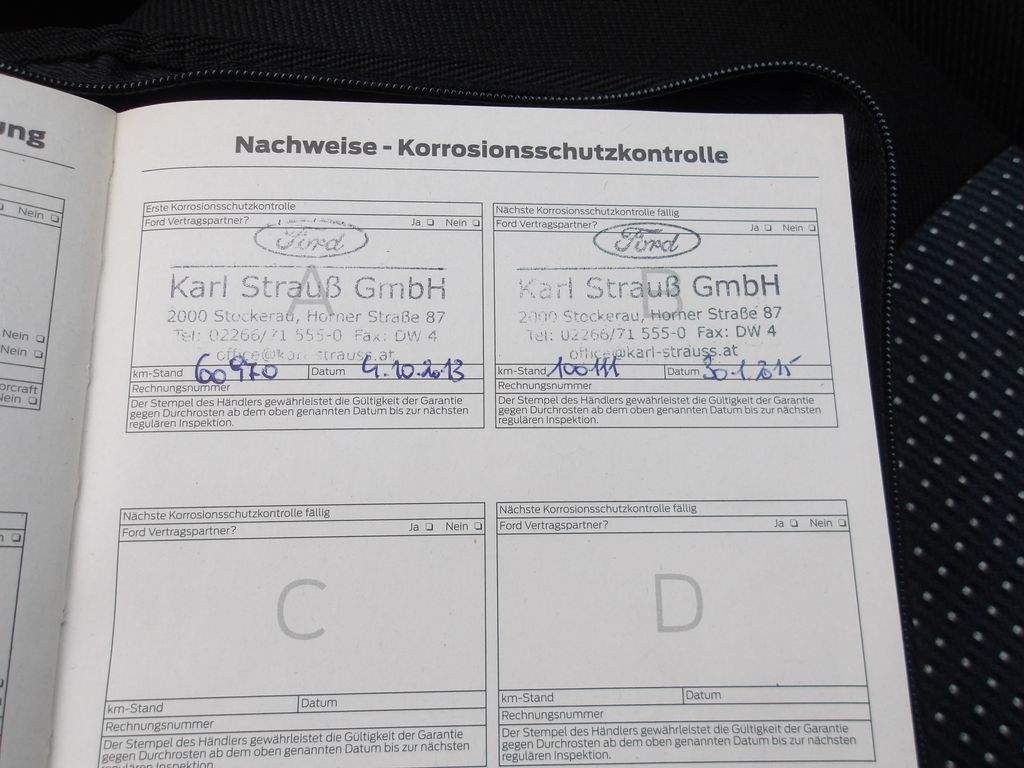 ung
Nachweise - Korrosionsschutzkontrolle
Nein
Nein
Nein
orcraft
Nein
Erste Korrosionsschutzkontrolle
Ford Vertragspartner? Ja Nein
Ford
A
Karl Strauß GmbH
2000 Stockerau, Horner Straße 87
Tel: 02266/71 555-0 Fax: DW 4
office@karl-strauss.at
km-Stand 60970 Datum 4.10.2013
Rechnungsnummer
Der Stempel des Händlers gewährleistet die Gültigkeit der Garantie
gegen Durchrosten ab dem oben genannten Datum bis zur nächsten
regulären Inspektion.
Nächste Korrosionsschutzkontrolle fällig
Ford Vertragspartner? Ja Nein
Ford
B
Karl Strauß GmbH
2000 Stockerau, Horner Straße 87
Tel: 02266/71 555-0 Fax: DW 4
office@karl-strauss.at
km-Stand 100111 Datum 30.1.2015
Rechnungsnummer
Der Stempel des Händlers gewährleistet die Gültigkeit der Garantie
gegen Durchrosten ab dem oben genannten Datum bis zur nächsten
regulären Inspektion.
Nächste Korrosionsschutzkontrolle fällig
Ford Vertragspartner? Ja Nein
C
km-Stand Datum
Rechnungsnummer
Der Stempel des Händlers gewährleistet die Gültigkeit der Garantie
gegen Durchrosten ab dem oben genannten Datum bis zur nächsten
regulären Inspektion.
Nächste Korrosionsschutzkontrolle fällig
Ford Vertragspartner? Ja Nein
D
km-Stand Datum
Rechnungsnummer
Der Stempel des Händlers gewährleistet die Gültigkeit der Garantie
gegen Durchrosten ab dem oben genannten Datum bis zur nächsten
regulären Inspektion.